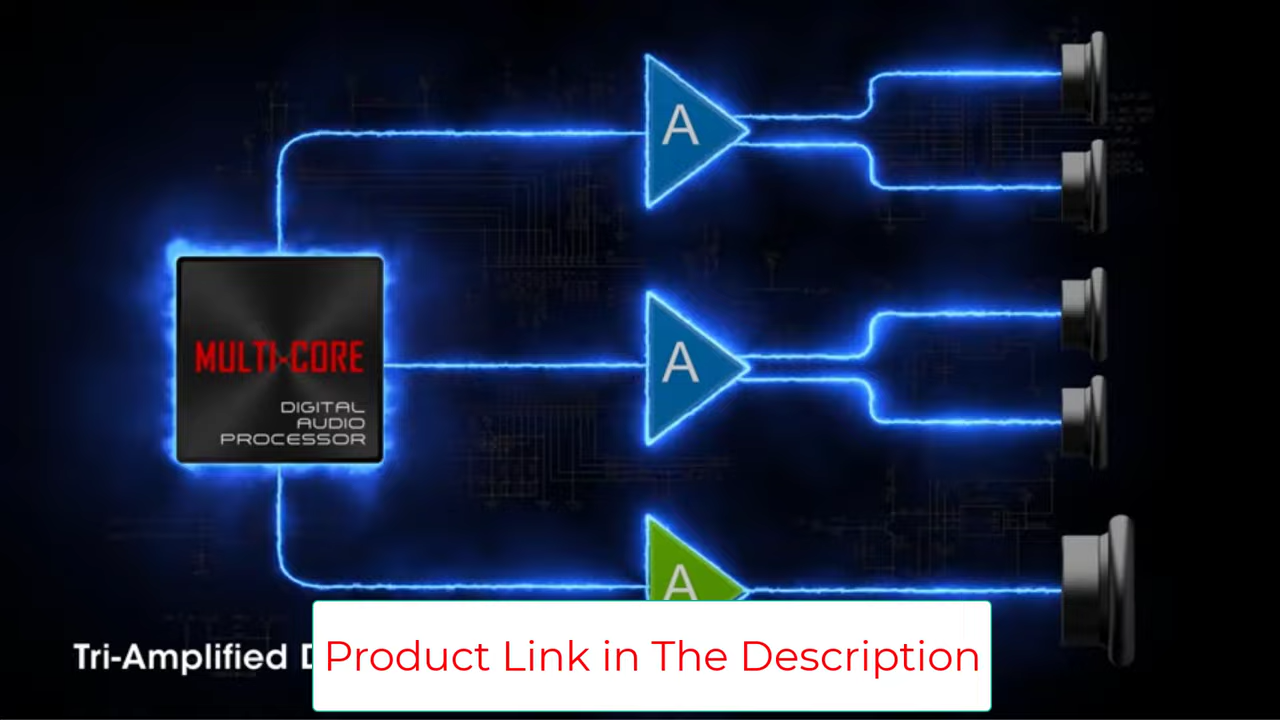 A
A
MULTI-CORE
DIGITAL
AUDIO
PROCESSOR
A
Tri-Amplified
Product Link in The Description